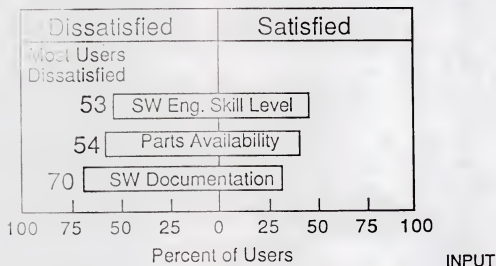 Dissatisfied Satisfied
Most Users
Dissatisfied
53 SW Eng. Skill Level
54 Parts Availability
70 SW Documentation
100 75 50 25 0 25 50 75 100
Percent of Users
INPUT